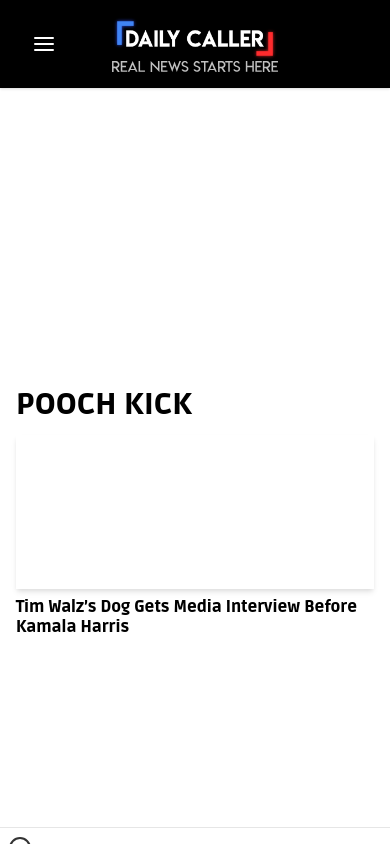 DAILY CALLER
REAL NEWS STARTS HERE
POOCH KICK
Tim Walz's Dog Gets Media Interview Before
Kamala Harris